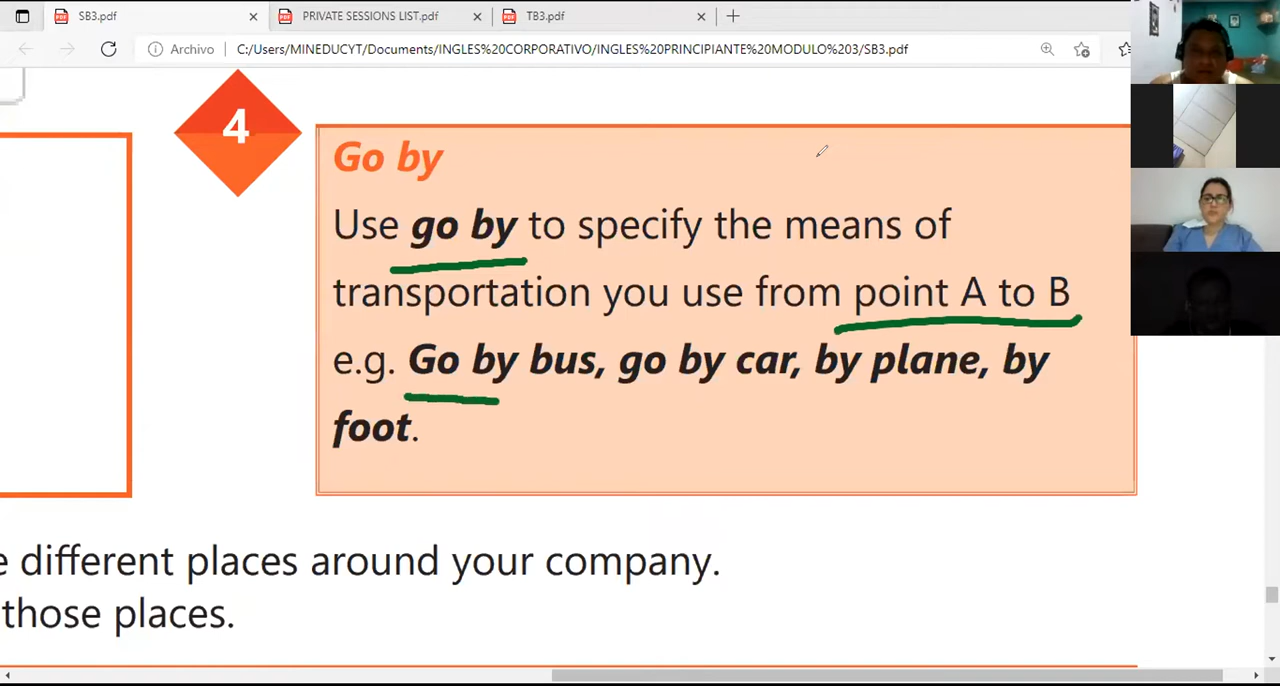 SB3.pdf
PRIVATE SESSIONS LIST.pdf
TB3.pdf
Archivo
C:/Users/MINEDUCYT/Documents/INGLES%20CORPORATIVO/INGLES%20PRINCIPIANTE%20MODULO%203/SB3.pdf
4
Go by
Use go by to specify the means of
transportation you use from point A to B
e.g. Go by bus, go by car, by plane, by
foot.
different places around your company.
those places.